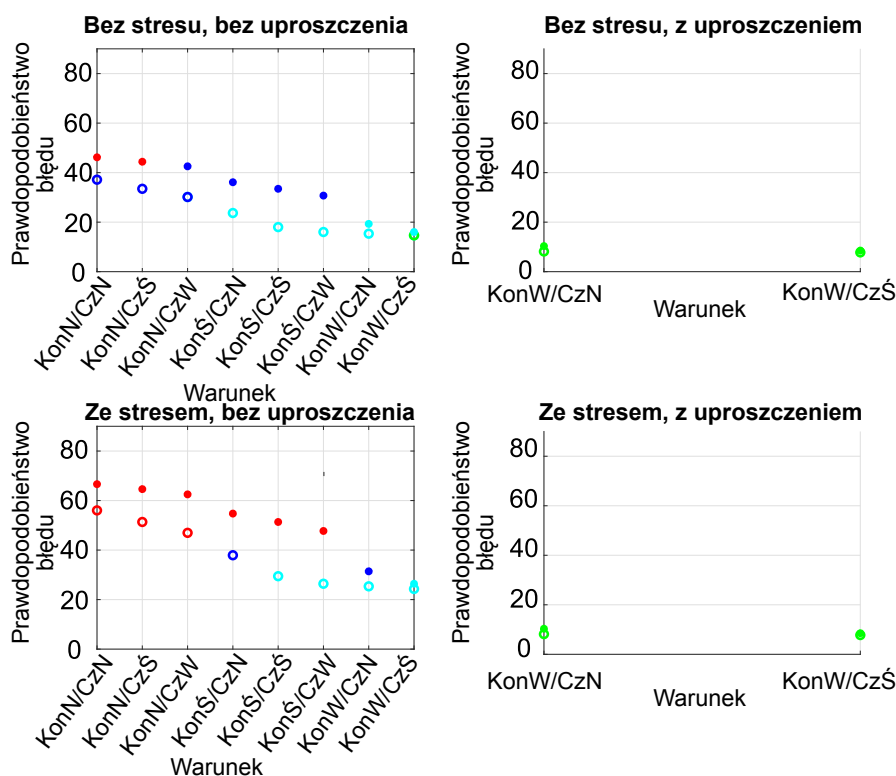 Bez stresu, bez uproszczenia
Prawdopodobieństwo
błędu
80
60
40
20
0
KonN/CzN
KonN/CzŚ
KonN/CzW
KonŚ/CzN
KonŚ/CzŚ
KonŚ/CzW
KonW/CzN
KonW/CzŚ
Warunek
Bez stresu, z uproszczeniem
Prawdopodobieństwo
błędu
80
60
40
20
0
KonW/CzN
KonW/CzŚ
Warunek
Ze stresem, bez uproszczenia
Prawdopodobieństwo
błędu
80
60
40
20
0
KonN/CzN
KonN/CzŚ
KonN/CzW
KonŚ/CzN
KonŚ/CzŚ
KonŚ/CzW
KonW/CzN
KonW/CzŚ
Warunek
Ze stresem, z uproszczeniem
Prawdopodobieństwo
błędu
80
60
40
20
0
KonW/CzN
KonW/CzŚ
Warunek